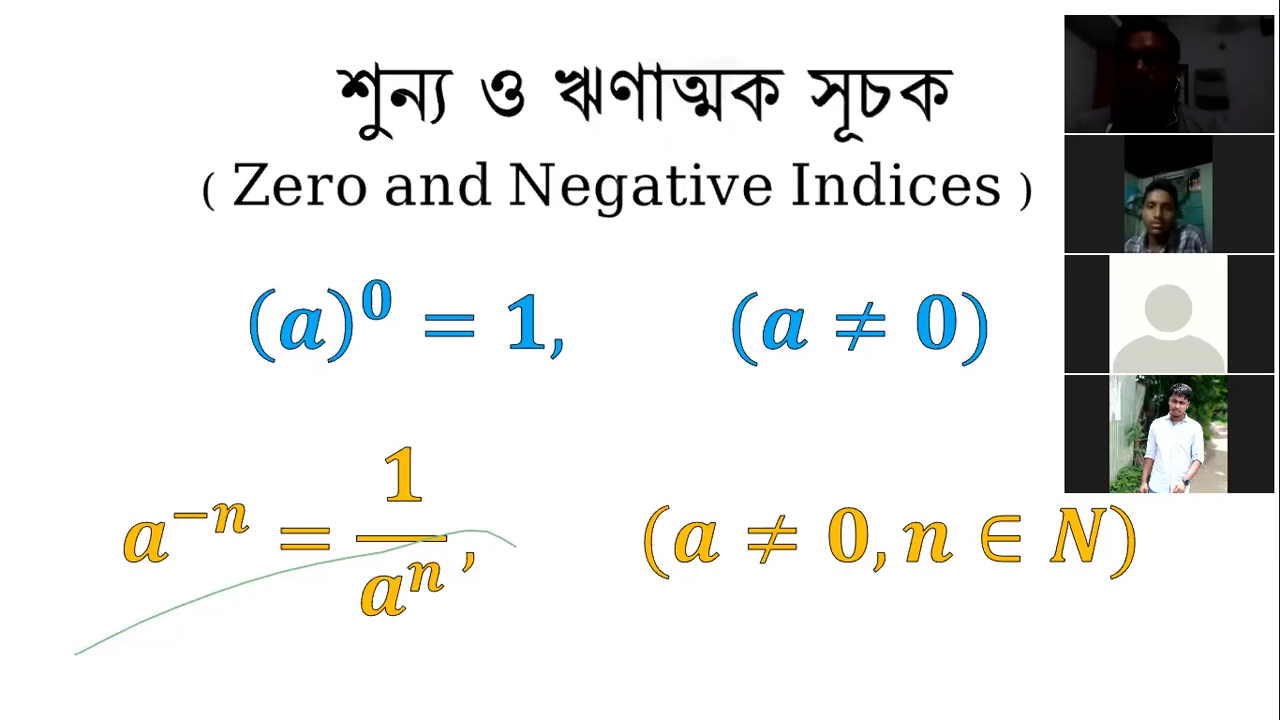 শুন্য ও ঋণাত্মক সূচক
( Zero and Negative Indices )
(a)⁰ = 1, (a ≠ 0)
a⁻ⁿ = 1/aⁿ, (a ≠ 0, n ∈ N)